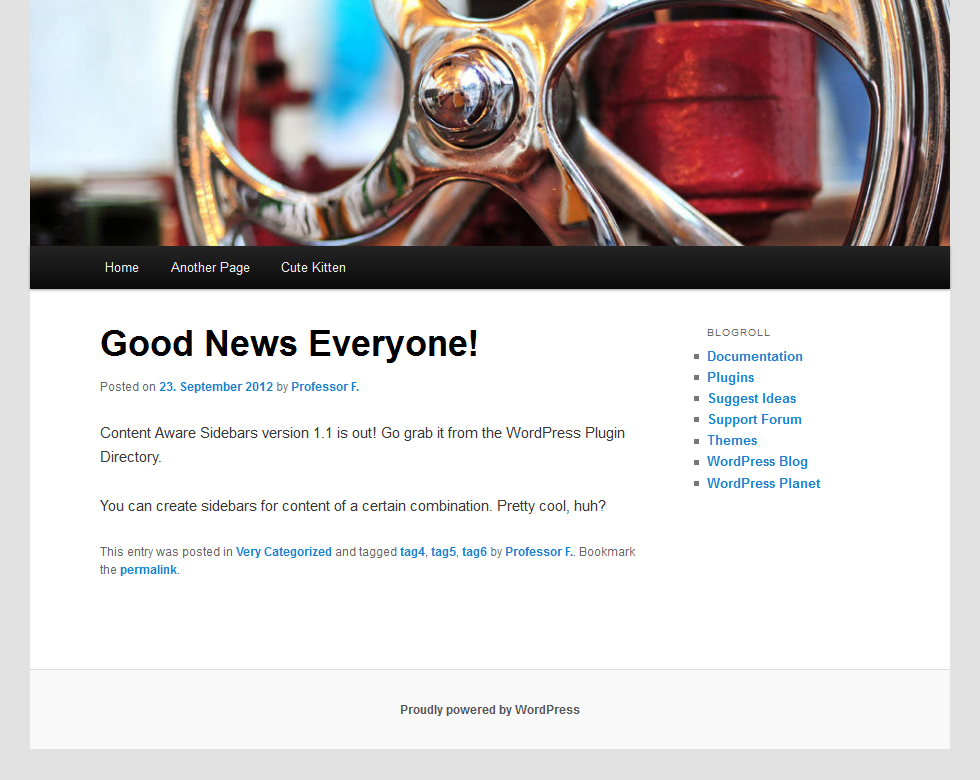 Home Another Page Cute Kitten
Good News Everyone!
Posted on 23. September 2012 by Professor F.
Content Aware Sidebars version 1.1 is out! Go grab it from the WordPress Plugin
Directory.
You can create sidebars for content of a certain combination. Pretty cool, huh?
This entry was posted in Very Categorized and tagged tag4, tag5, tag6 by Professor F.. Bookmark
the permalink.
BLOGROLL
Documentation
Plugins
Suggest Ideas
Support Forum
Themes
WordPress Blog
WordPress Planet
Proudly powered by WordPress